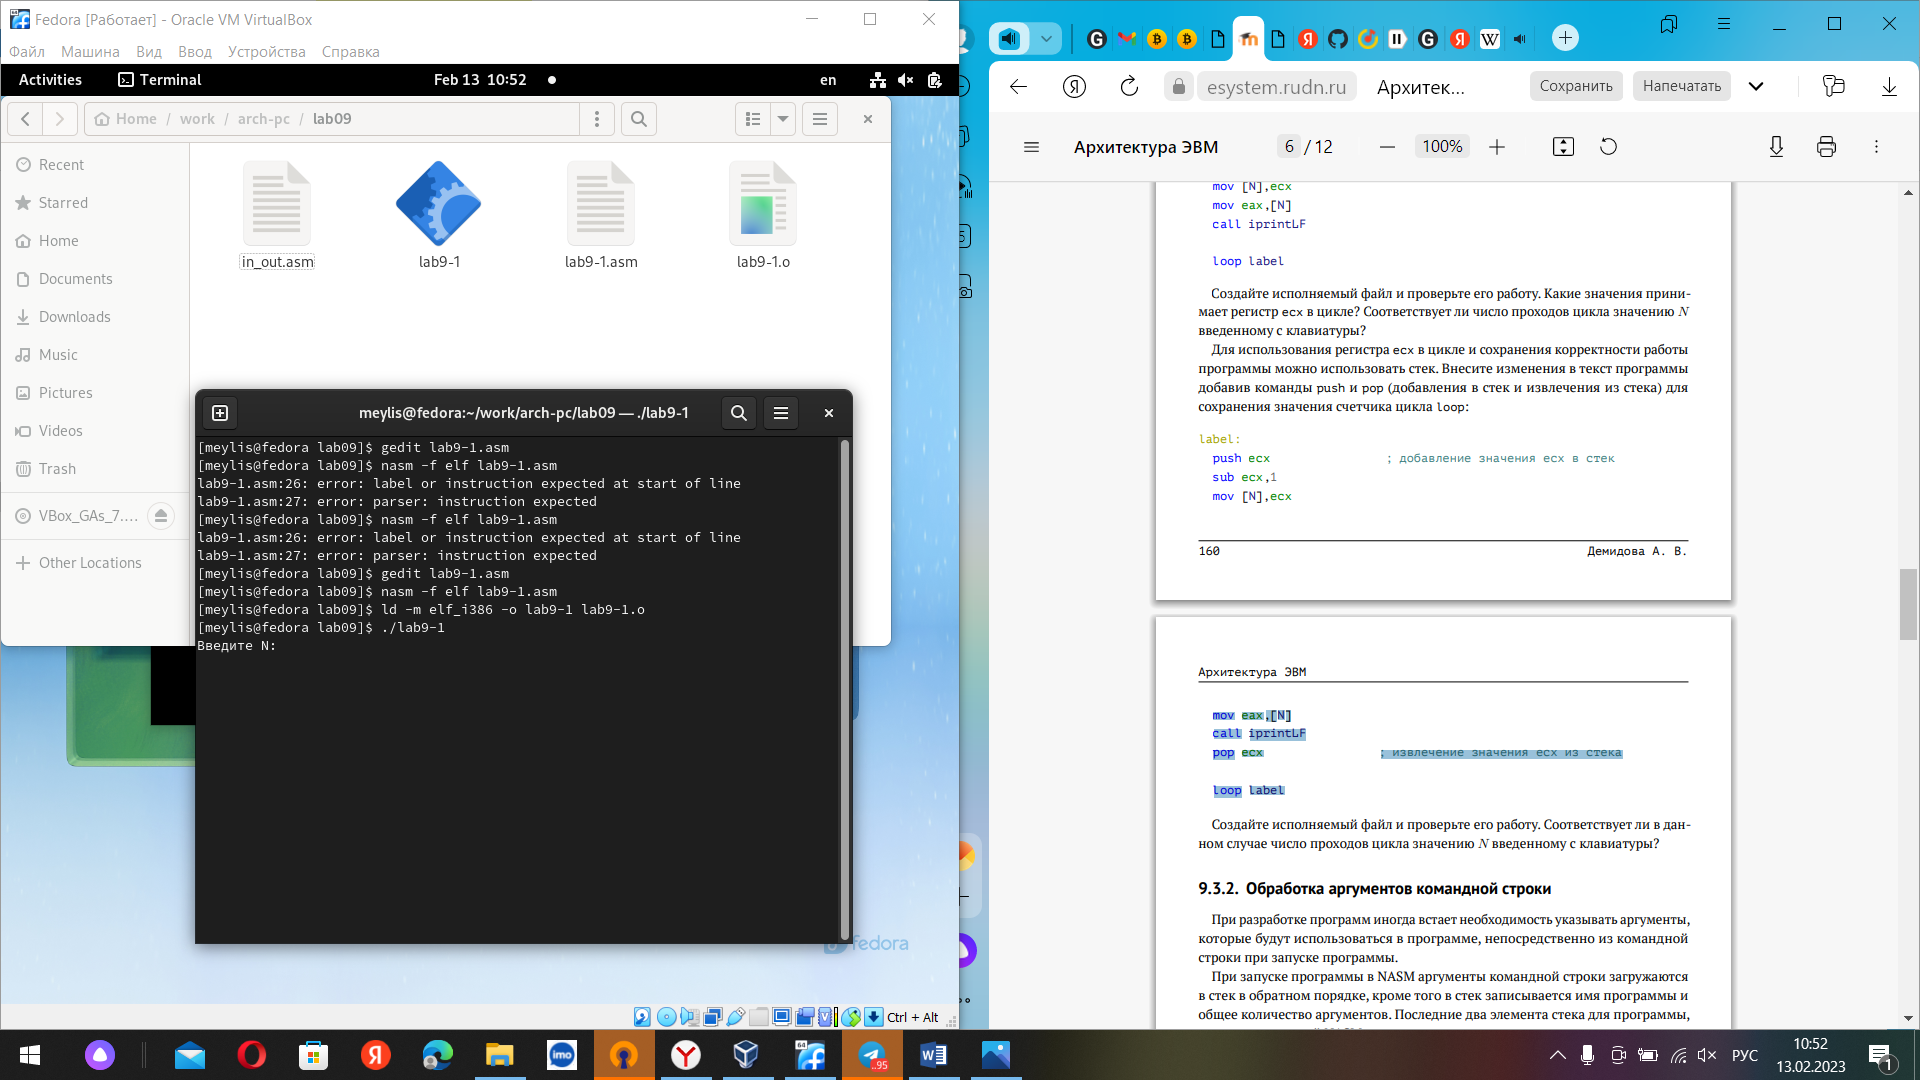 Fedora [Работает] - Oracle VM VirtualBox
Файл Машина Вид Ввод Устройства Справка
Activities Terminal Feb 13 10:52 en
Home / work / arch-pc / lab09
Recent
Starred
Home
Documents
Downloads
Music
Pictures
Videos
Trash
VBox_GAs_7....
Other Locations
in_out.asm lab9-1 lab9-1.asm lab9-1.o
meylis@fedora:~/work/arch-pc/lab09 — ./lab9-1
[meylis@fedora lab09]$ gedit lab9-1.asm
[meylis@fedora lab09]$ nasm -f elf lab9-1.asm
lab9-1.asm:26: error: label or instruction expected at start of line
lab9-1.asm:27: error: parser: instruction expected
[meylis@fedora lab09]$ nasm -f elf lab9-1.asm
lab9-1.asm:26: error: label or instruction expected at start of line
lab9-1.asm:27: error: parser: instruction expected
[meylis@fedora lab09]$ gedit lab9-1.asm
[meylis@fedora lab09]$ nasm -f elf lab9-1.asm
[meylis@fedora lab09]$ ld -m elf_i386 -o lab9-1 lab9-1.o
[meylis@fedora lab09]$ ./lab9-1
Введите N:
fedora
Ctrl + Alt
esystem.rudn.ru Архитек... Сохранить Напечатать
Архитектура ЭВМ 6 / 12 100%
mov [N],ecx
mov eax,[N]
call iprintLF
loop label
Создайте исполняемый файл и проверьте его работу. Какие значения прини-
мает регистр ecx в цикле? Соответствует ли число проходов цикла значению N
введенному с клавиатуры?
Для использования регистра ecx в цикле и сохранения корректности работы
программы можно использовать стек. Внесите изменения в текст программы
добавив команды push и pop (добавления в стек и извлечения из стека) для
сохранения значения счетчика цикла loop:
label:
push ecx ; добавление значения ecx в стек
sub ecx,1
mov [N],ecx
160 Демидова А. В.
Архитектура ЭВМ
mov eax,[N]
call iprintLF
pop ecx ; извлечение значения ecx из стека
loop label
Создайте исполняемый файл и проверьте его работу. Соответствует ли в дан-
ном случае число проходов цикла значению N введенному с клавиатуры?
9.3.2. Обработка аргументов командной строки
При разработке программ иногда встает необходимость указывать аргументы,
которые будут использоваться в программе, непосредственно из командной
строки при запуске программы.
При запуске программы в NASM аргументы командной строки загружаются
в стек в обратном порядке, кроме того в стек записывается имя программы и
общее количество аргументов. Последние два элемента стека для программы,
imo
64
..95
РУС
10:52
13.02.2023
1